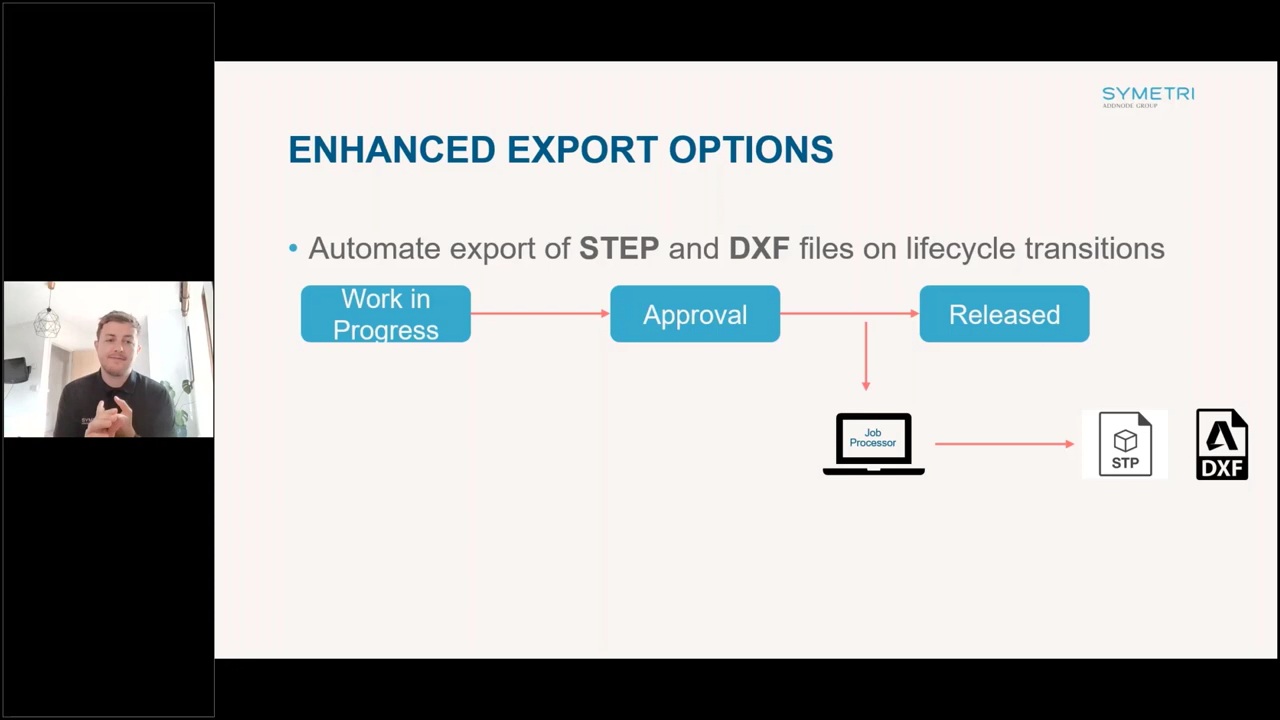 SYMETRI
ADDNODE GROUP
ENHANCED EXPORT OPTIONS
• Automate export of STEP and DXF files on lifecycle transitions
Work in
Progress
Approval
Released
Job
Processor
STP
DXF